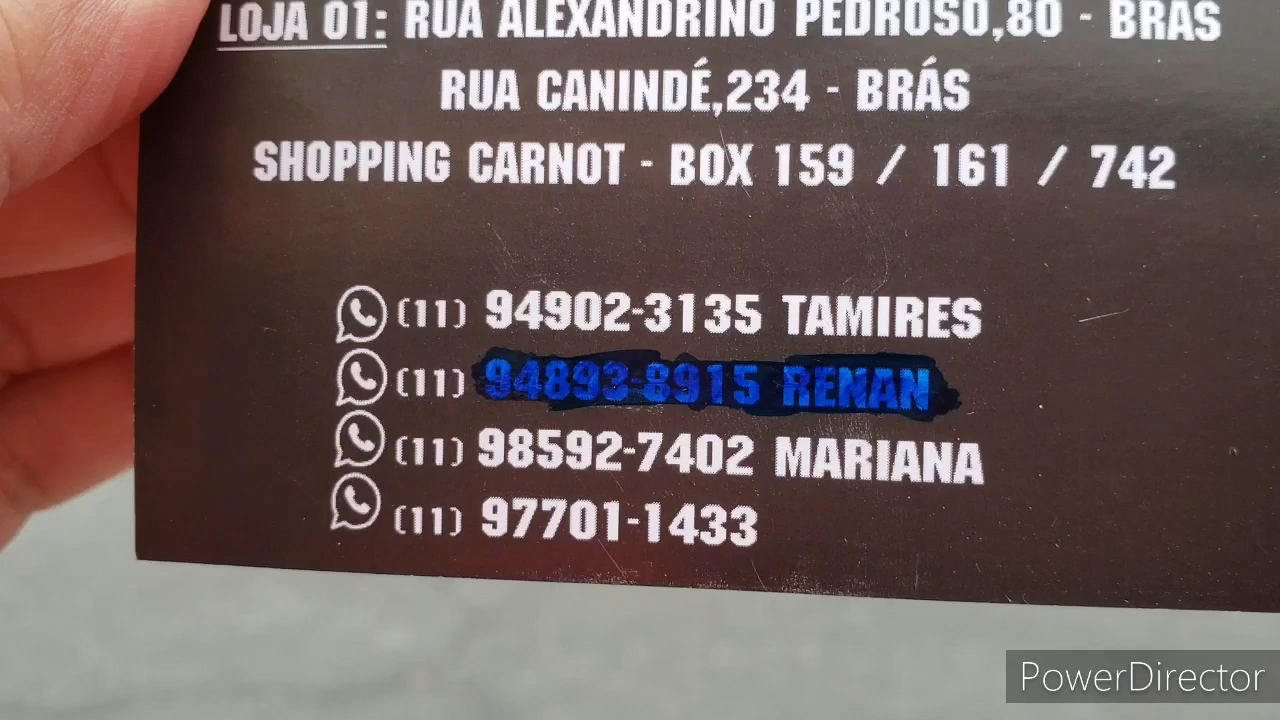 LOJA 01: RUA ALEXANDRINO PEDROSO,80 - BRÁS
RUA CANINDÉ,234 - BRÁS
SHOPPING CARNOT - BOX 159 / 161 / 742
(11) 94902-3135 TAMIRES
(11) 94893-8915 RENAN
(11) 98592-7402 MARIANA
(11) 97701-1433
PowerDirector